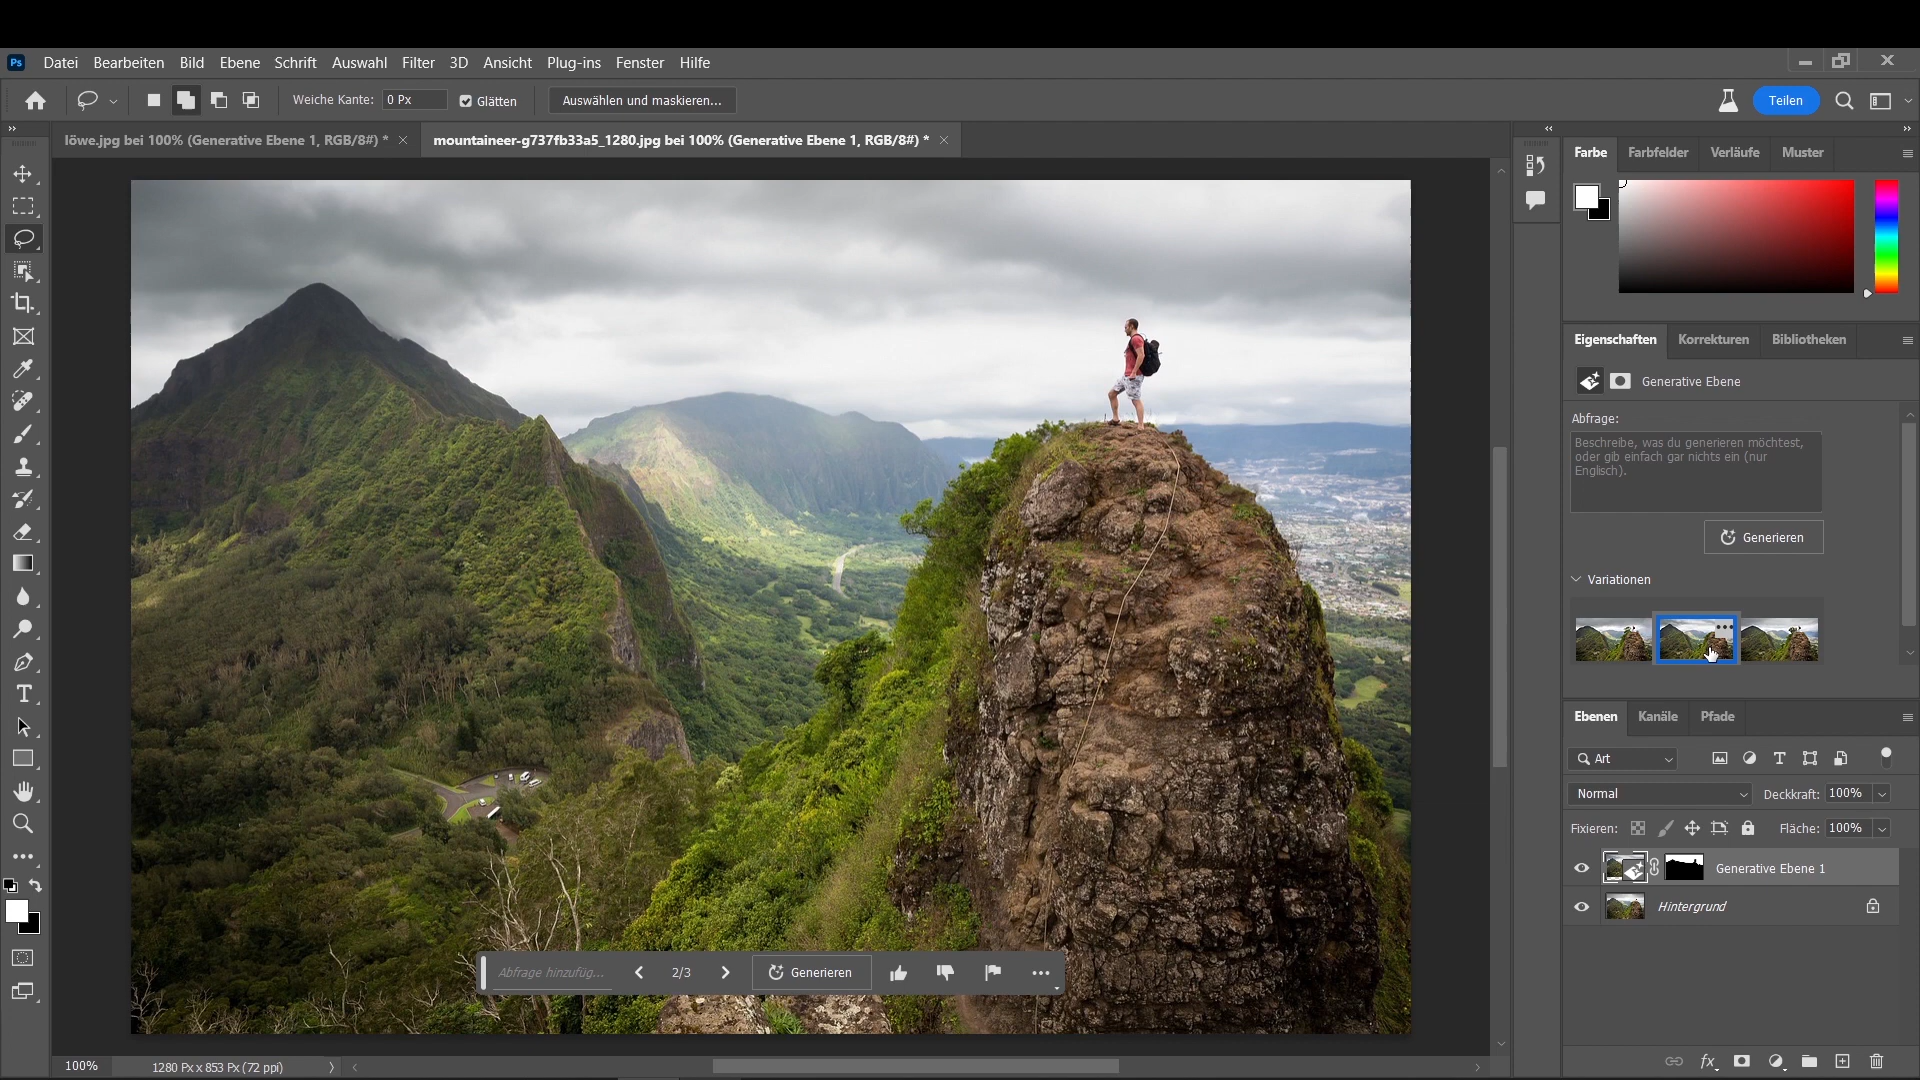 Ps
Datei Bearbeiten Bild Ebene Schrift Auswahl Filter 3D Ansicht Plug-ins Fenster Hilfe
Weiche Kante: 0 Px Glätten Auswählen und maskieren... Teilen
löwe.jpg bei 100% (Generative Ebene 1, RGB/8#) * mountaineer-g737fb33a5_1280.jpg bei 100% (Generative Ebene 1, RGB/8#) *
Farbe Farbfelder Verläufe Muster
Eigenschaften Korrekturen Bibliotheken
Generative Ebene
Abfrage:
Beschreibe, was du generieren möchtest,
oder gib einfach gar nichts ein (nur
Englisch).
Generieren
Variationen
Ebenen Kanäle Pfade
Art
Normal Deckkraft: 100%
Fixieren: Fläche: 100%
Generative Ebene 1
Hintergrund
Abfrage hinzufüg... 2/3 Generieren
100% 1280 Px x 853 Px (72 ppi)
fx